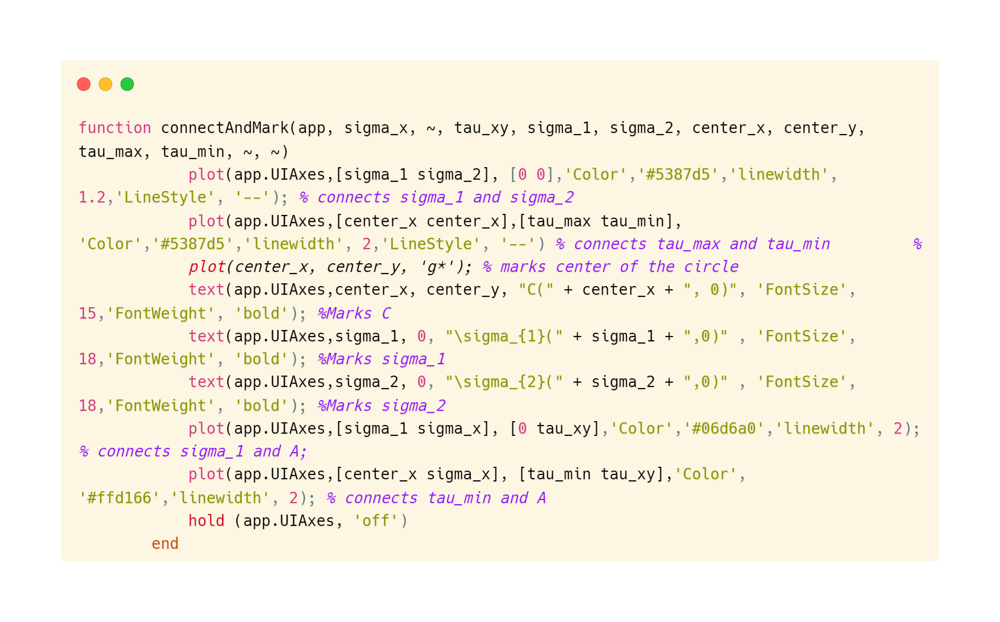 function connectAndMark(app, sigma_x, ~, tau_xy, sigma_1, sigma_2, center_x, center_y,
tau_max, tau_min, ~, ~)
            plot(app.UIAxes,[sigma_1 sigma_2], [0 0],'Color','#5387d5','linewidth',
1.2,'LineStyle', '--'); % connects sigma_1 and sigma_2
            plot(app.UIAxes,[center_x center_x],[tau_max tau_min],
'Color','#5387d5','linewidth', 2,'LineStyle', '--') % connects tau_max and tau_min         %
            plot(center_x, center_y, 'g*'); % marks center of the circle
            text(app.UIAxes,center_x, center_y, "C(" + center_x + ", 0)", 'FontSize',
15,'FontWeight', 'bold'); %Marks C
            text(app.UIAxes,sigma_1, 0, "\sigma_{1}(" + sigma_1 + ",0)" , 'FontSize',
18,'FontWeight', 'bold'); %Marks sigma_1
            text(app.UIAxes,sigma_2, 0, "\sigma_{2}(" + sigma_2 + ",0)" , 'FontSize',
18,'FontWeight', 'bold'); %Marks sigma_2
            plot(app.UIAxes,[sigma_1 sigma_x], [0 tau_xy],'Color','#06d6a0','linewidth', 2);
% connects sigma_1 and A;
            plot(app.UIAxes,[center_x sigma_x], [tau_min tau_xy],'Color',
'#ffd166','linewidth', 2); % connects tau_min and A
            hold (app.UIAxes, 'off')
        end